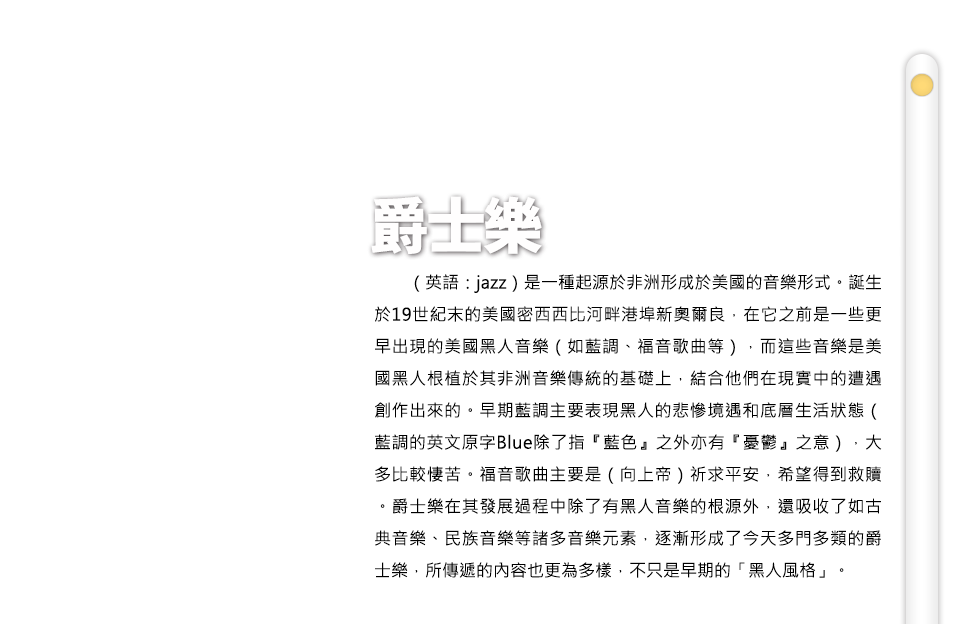 爵士樂
（英語：jazz）是一種起源於非洲形成於美國的音樂形式。誕生
於19世紀末的美國密西西比河畔港埠新奧爾良，在它之前是一些更
早出現的美國黑人音樂（如藍調、福音歌曲等），而這些音樂是美
國黑人根植於其非洲音樂傳統的基礎上，結合他們在現實中的遭遇
創作出來的。早期藍調主要表現黑人的悲慘境遇和底層生活狀態（
藍調的英文原字Blue除了指『藍色』之外亦有『憂鬱』之意），大
多比較悽苦。福音歌曲主要是（向上帝）祈求平安，希望得到救贖
。爵士樂在其發展過程中除了有黑人音樂的根源外，還吸收了如古
典音樂、民族音樂等諸多音樂元素，逐漸形成了今天多門多類的爵
士樂，所傳遞的內容也更為多樣，不只是早期的「黑人風格」。